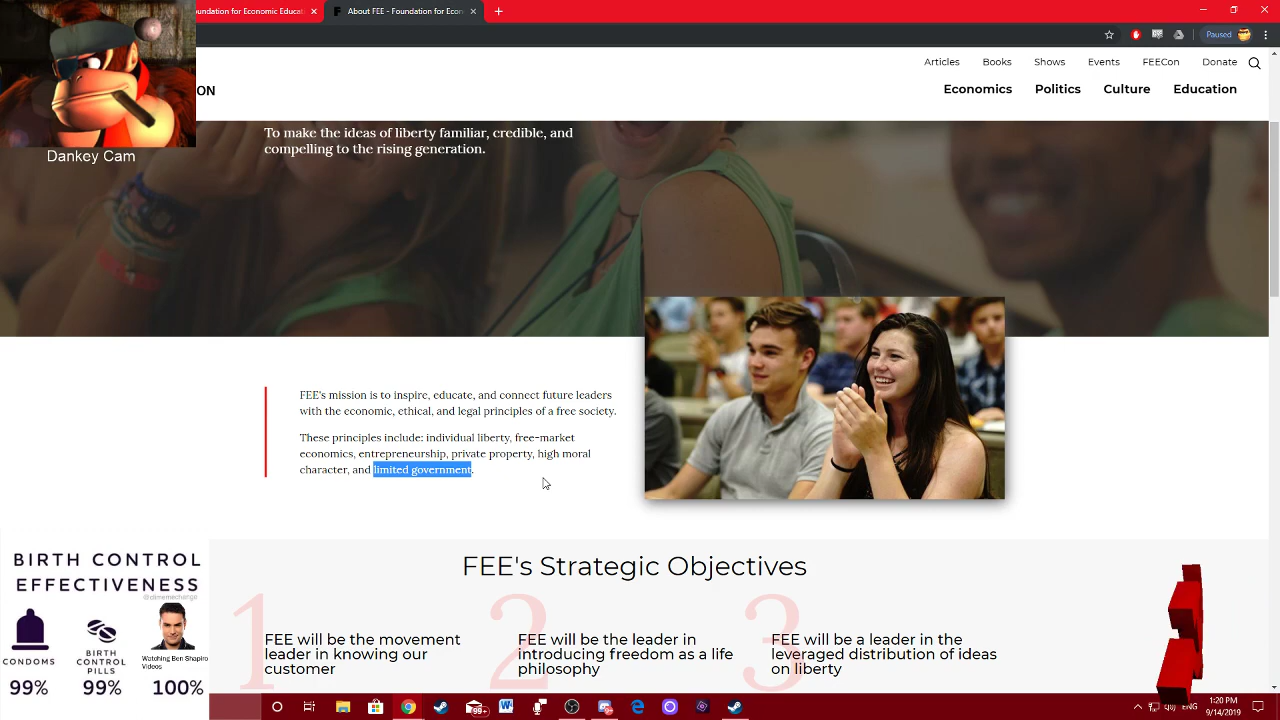 oundation for Economic Educat
About FEE - Foundation for Econ
Paused
Articles Books Shows Events FEECon Donate
ON
Economics Politics Culture Education
To make the ideas of liberty familiar, credible, and
compelling to the rising generation.
Dankey Cam
FEE's mission is to inspire, educate, and connect future leaders
with the economic, ethical, and legal principles of a free society.
These principles include: individual liberty, free-market
economics, entrepreneurship, private property, high moral
character, and limited government.
BIRTH CONTROL
EFFECTIVENESS
@clmemechange
CONDOMS
99%
BIRTH
CONTROL
PILLS
99%
Watching Ben Shapiro
Videos
100%
FEE's Strategic Objectives
1
FEE will be the movement
leader in knowing our
customer
2
FEE will be the leader in
introducing freedom as a life
philosophy
3
FEE will be a leader in the
leveraged distribution of ideas
on liberty
99+
ENG
1:20 PM
9/14/2019